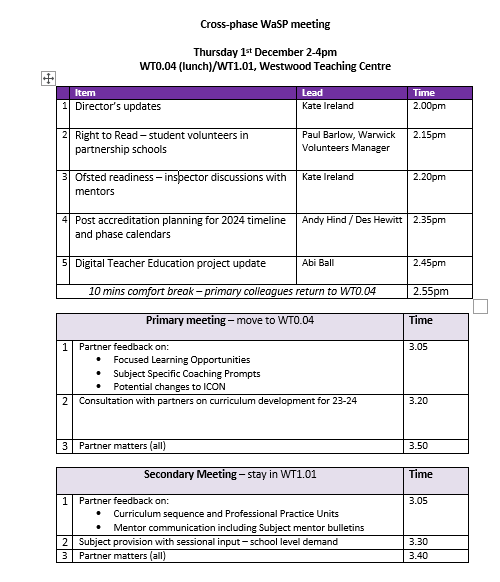 Cross-phase WaSP meeting
Thursday 1st December 2-4pm
WT0.04 (lunch)/WT1.01, Westwood Teaching Centre
Item Lead Time
1 Director's updates Kate Ireland 2.00pm
2 Right to Read – student volunteers in Paul Barlow, Warwick 2.15pm
partnership schools Volunteers Manager
3 Ofsted readiness – inspector discussions with Kate Ireland 2.20pm
mentors
4 Post accreditation planning for 2024 timeline Andy Hind / Des Hewitt 2.35pm
and phase calendars
5 Digital Teacher Education project update Abi Ball 2.45pm
10 mins comfort break – primary colleagues return to WT0.04 2.55pm
Primary meeting – move to WT0.04 Time
1 Partner feedback on: 3.05
• Focused Learning Opportunities
• Subject Specific Coaching Prompts
• Potential changes to ICON
2 Consultation with partners on curriculum development for 23-24 3.20
3 Partner matters (all) 3.50
Secondary Meeting – stay in WT1.01 Time
1 Partner feedback on: 3.05
• Curriculum sequence and Professional Practice Units
• Mentor communication including Subject mentor bulletins
2 Subject provision with sessional input – school level demand 3.30
3 Partner matters (all) 3.40